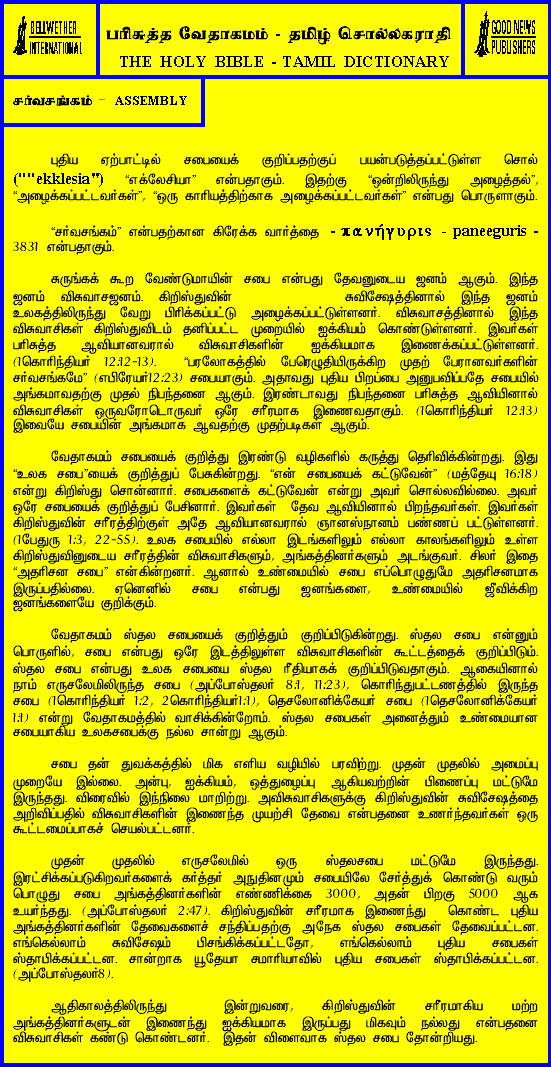 BELLWETHER
INTERNATIONAL
பரிசுத்த வேதாகமம் - தமிழ் சொல்லகராதி
THE HOLY BIBLE - TAMIL DICTIONARY
GOOD NEWS
PUBLISHERS
சர்வசங்கம் - ASSEMBLY
புதிய ஏற்பாட்டில் சபையைக் குறிப்பதற்குப் பயன்படுத்தப்பட்டுள்ள சொல்
(""ekklesia") “எக்லேசியா” என்பதாகும். இதற்கு “ஒன்றிலிருந்து அழைத்தல்”,
“அழைக்கப்பட்டவர்கள்”, “ஒரு காரியத்திற்காக அழைக்கப்பட்டவர்கள்” என்பது பொருளாகும்.
“சர்வசங்கம்” என்பதற்கான கிரேக்க வார்த்தை - πανήγυρις - paneeguris -
3831 என்பதாகும்.
சுருங்கக் கூற வேண்டுமாயின் சபை என்பது தேவனுடைய ஜனம் ஆகும். இந்த
ஜனம் விசுவாசஜனம். கிறிஸ்துவின் சுவிசேஷத்தினால் இந்த ஜனம்
உலகத்திலிருந்து வேறு பிரிக்கப்பட்டு அழைக்கப்பட்டுள்ளனர். விசுவாசத்தினால் இந்த
விசுவாசிகள் கிறிஸ்துவிடம் தனிப்பட்ட முறையில் ஐக்கியம் கொண்டுள்ளனர். இவர்கள்
பரிசுத்த ஆவியானவரால் விசுவாசிகளின் ஐக்கியமாக இணைக்கப்பட்டுள்ளனர்.
(1கொரிந்தியர் 12:12-13). “பரலோகத்தில் பேரெழுதியிருக்கிற முதற் பேரானவர்களின்
சர்வசங்கமே” (எபிரேயர்12:23) சபையாகும். அதாவது புதிய பிறப்பை அனுபவிப்பதே சபையில்
அங்கமாவதற்கு முதல் நிபந்தனை ஆகும். இரண்டாவது நிபந்தனை பரிசுத்த ஆவியினால்
விசுவாசிகள் ஒருவரோடொருவர் ஒரே சரீரமாக இணைவதாகும். (1கொரிந்தியர் 12:13)
இவையே சபையின் அங்கமாக ஆவதற்கு முதற்படிகள் ஆகும்.
வேதாகமம் சபையைக் குறித்து இரண்டு வழிகளில் கருத்து தெரிவிக்கின்றது. இது
“உலக சபை”யைக் குறித்துப் பேசுகின்றது. “என் சபையைக் கட்டுவேன்” (மத்தேயு 16:18)
என்று கிறிஸ்து சொன்னார். சபைகளைக் கட்டுவேன் என்று அவர் சொல்லவில்லை. அவர்
ஒரே சபையைக் குறித்துப் பேசினார். இவர்கள் தேவ ஆவியினால் பிறந்தவர்கள். இவர்கள்
கிறிஸ்துவின் சரீரத்திற்குள் அதே ஆவியானவரால் ஞானஸ்நானம் பண்ணப் பட்டுள்ளனர்.
(1பேதுரு 1:3, 22-55). உலக சபையில் எல்லா இடங்களிலும் எல்லா காலங்களிலும் உள்ள
கிறிஸ்துவினுடைய சரீரத்தின் விசுவாசிகளும், அங்கத்தினர்களும் அடங்குவர். சிலர் இதை
“அதரிசன சபை” என்கின்றனர். ஆனால் உண்மையில் சபை எப்பொழுதுமே அதரிசனமாக
இருப்பதில்லை. ஏனெனில் சபை என்பது ஜனங்களை, உண்மையில் ஜீவிக்கிற
ஜனங்களையே குறிக்கும்.
வேதாகமம் ஸ்தல சபையைக் குறித்தும் குறிப்பிடுகின்றது. ஸ்தல சபை என்னும்
பொருளில், சபை என்பது ஒரே இடத்திலுள்ள விசுவாசிகளின் கூட்டத்தைக் குறிப்பிடும்.
ஸ்தல சபை என்பது உலக சபையை ஸ்தல ரீதியாகக் குறிப்பிடுவதாகும். ஆகையினால்
நாம் எருசலேமிலிருந்த சபை (அப்போஸ்தலர் 8:1, 11:23), கொரிந்துபட்டணத்தில் இருந்த
சபை (1கொரிந்தியர் 1:2, 2கொரிந்தியர்1:1), தெசலோனிக்கேயர் சபை (1தெசலோனிக்கேயர்
1:1) என்று வேதாகமத்தில் வாசிக்கின்றோம். ஸ்தல சபைகள் அனைத்தும் உண்மையான
சபையாகிய உலகசபைக்கு நல்ல சான்று ஆகும்.
சபை தன் துவக்கத்தில் மிக எளிய வழியில் பரவிற்று. முதன் முதலில் அமைப்பு
முறையே இல்லை. அன்பு, ஐக்கியம், ஒத்துழைப்பு ஆகியவற்றின் பிணைப்பு மட்டுமே
இருந்தது. விரைவில் இந்நிலை மாறிற்று. அவிசுவாசிகளுக்கு கிறிஸ்துவின் சுவிசேஷத்தை
அறிவிப்பதில் விசுவாசிகளின் இணைந்த முயற்சி தேவை என்பதனை உணர்ந்தவர்கள் ஒரு
கூட்டமைப்பாகச் செயல்பட்டனர்.
முதன் முதலில் எருசலேமில் ஒரு ஸ்தலசபை மட்டுமே இருந்தது.
இரட்சிக்கப்படுகிறவர்களைக் கர்த்தர் அநுதினமும் சபையிலே சேர்த்துக் கொண்டு வரும்
பொழுது சபை அங்கத்தினர்களின் எண்ணிக்கை 3000, அதன் பிறகு 5000 ஆக
உயர்ந்தது. (அப்போஸ்தலர் 2:47). கிறிஸ்துவின் சரீரமாக இணைந்து கொண்ட புதிய
அங்கத்தினர்களின் தேவைகளைச் சந்திப்பதற்கு அநேக ஸ்தல சபைகள் தேவைப்பட்டன.
எங்கெல்லாம் சுவிசேஷம் பிசங்கிக்கப்பட்டதோ, எங்கெல்லாம் புதிய சபைகள்
ஸ்தாபிக்கப்பட்டன. சான்றாக யூதேயா சமாரியாவில் புதிய சபைகள் ஸ்தாபிக்கப்பட்டன.
(அப்போஸ்தலர்8).
ஆதிகாலத்திலிருந்து இன்றுவரை, கிறிஸ்துவின் சரீரமாகிய மற்ற
அங்கத்தினர்களுடன் இணைந்து ஐக்கியமாக இருப்பது மிகவும் நல்லது என்பதனை
விசுவாசிகள் கண்டு கொண்டனர். இதன் விளைவாக ஸ்தல சபை தோன்றியது.